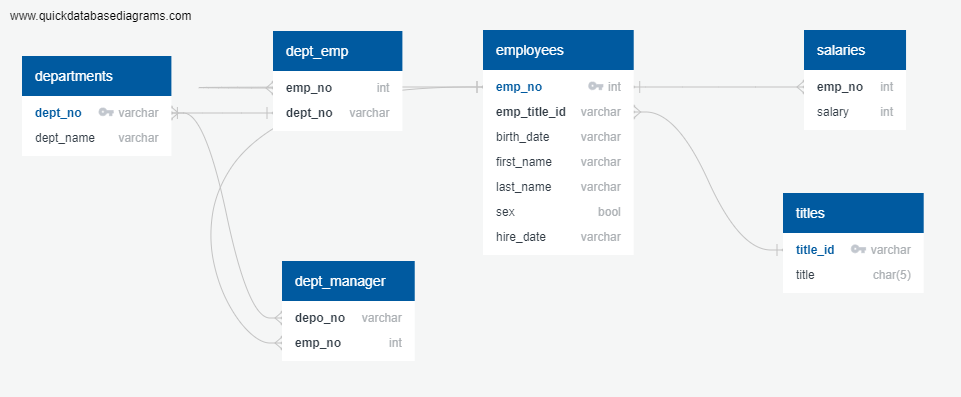 www.quickdatabasediagrams.com
departments
dept_no varchar
dept_name varchar
dept_emp
emp_no int
dept_no varchar
employees
emp_no int
emp_title_id varchar
birth_date varchar
first_name varchar
last_name varchar
sex bool
hire_date varchar
salaries
emp_no int
salary int
titles
title_id varchar
title char(5)
dept_manager
depo_no varchar
emp_no int